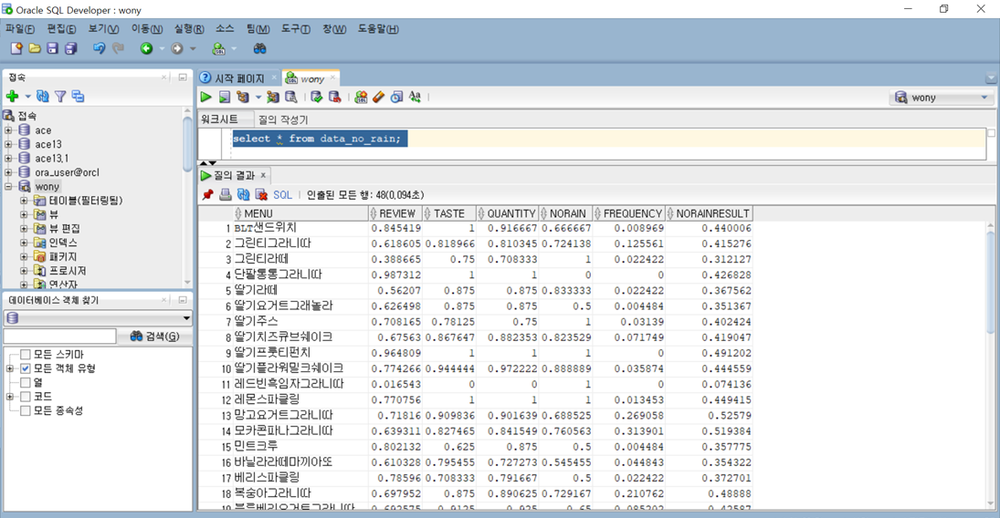 Oracle SQL Developer : wony
파일(F) 편집(E) 보기(V) 이동(N) 실행(R) 소스 팀(M) 도구(T) 창(W) 도움말(H)
접속
접속
ace
ace13
ace13.1
ora_user@orcl
wony
테이블(필터링됨)
뷰
뷰 편집
인덱스
패키지
프로시저
연산자
데이터베이스 객체 찾기
검색(G)
모든 스키마
모든 객체 유형
열
코드
모든 종속성
시작 페이지 wony
wony
워크시트 질의 작성기
select * from data_no_rain;
질의 결과
SQL 인출된 모든 행: 48(0.094초)
MENU REVIEW TASTE QUANTITY NORAIN FREQUENCY NORAINRESULT
1 BLT샌드위치 0.845419 1 0.916667 0.666667 0.008969 0.440006
2 그린티그라니따 0.618605 0.818966 0.810345 0.724138 0.125561 0.415276
3 그린티라떼 0.388665 0.75 0.708333 1 0.022422 0.312127
4 단팥통통그라니따 0.987312 1 1 0 0 0.426828
5 딸기라떼 0.56207 0.875 0.875 0.833333 0.022422 0.367562
6 딸기요거트그래놀라 0.626498 0.875 0.875 0.5 0.004484 0.351367
7 딸기주스 0.708165 0.78125 0.75 1 0.03139 0.402424
8 딸기치즈큐브쉐이크 0.67563 0.867647 0.882353 0.823529 0.071749 0.419047
9 딸기프룻티펀치 0.964809 1 1 1 0 0.491202
10 딸기플라워밀크쉐이크 0.774266 0.944444 0.972222 0.888889 0.035874 0.444559
11 레드빈흑임자그라니따 0.016543 0 0 1 0 0.074136
12 레몬스파클링 0.770756 1 1 1 0.013453 0.449415
13 망고요거트그라니따 0.71816 0.909836 0.901639 0.688525 0.269058 0.52579
14 모카콘파나그라니따 0.639311 0.827465 0.841549 0.760563 0.313901 0.519384
15 민트크루 0.802132 0.625 0.875 0.5 0.004484 0.357775
16 바닐라라떼마끼아또 0.610328 0.795455 0.727273 0.545455 0.044843 0.354322
17 베리스파클링 0.78596 0.708333 0.791667 0.5 0.022422 0.372701
18 복숭아그라니따 0.697952 0.875 0.890625 0.729167 0.210762 0.48888
19 블루베리요거트그라니따 0.692575 0.9125 0.925 0.65 0.085202 0.42587